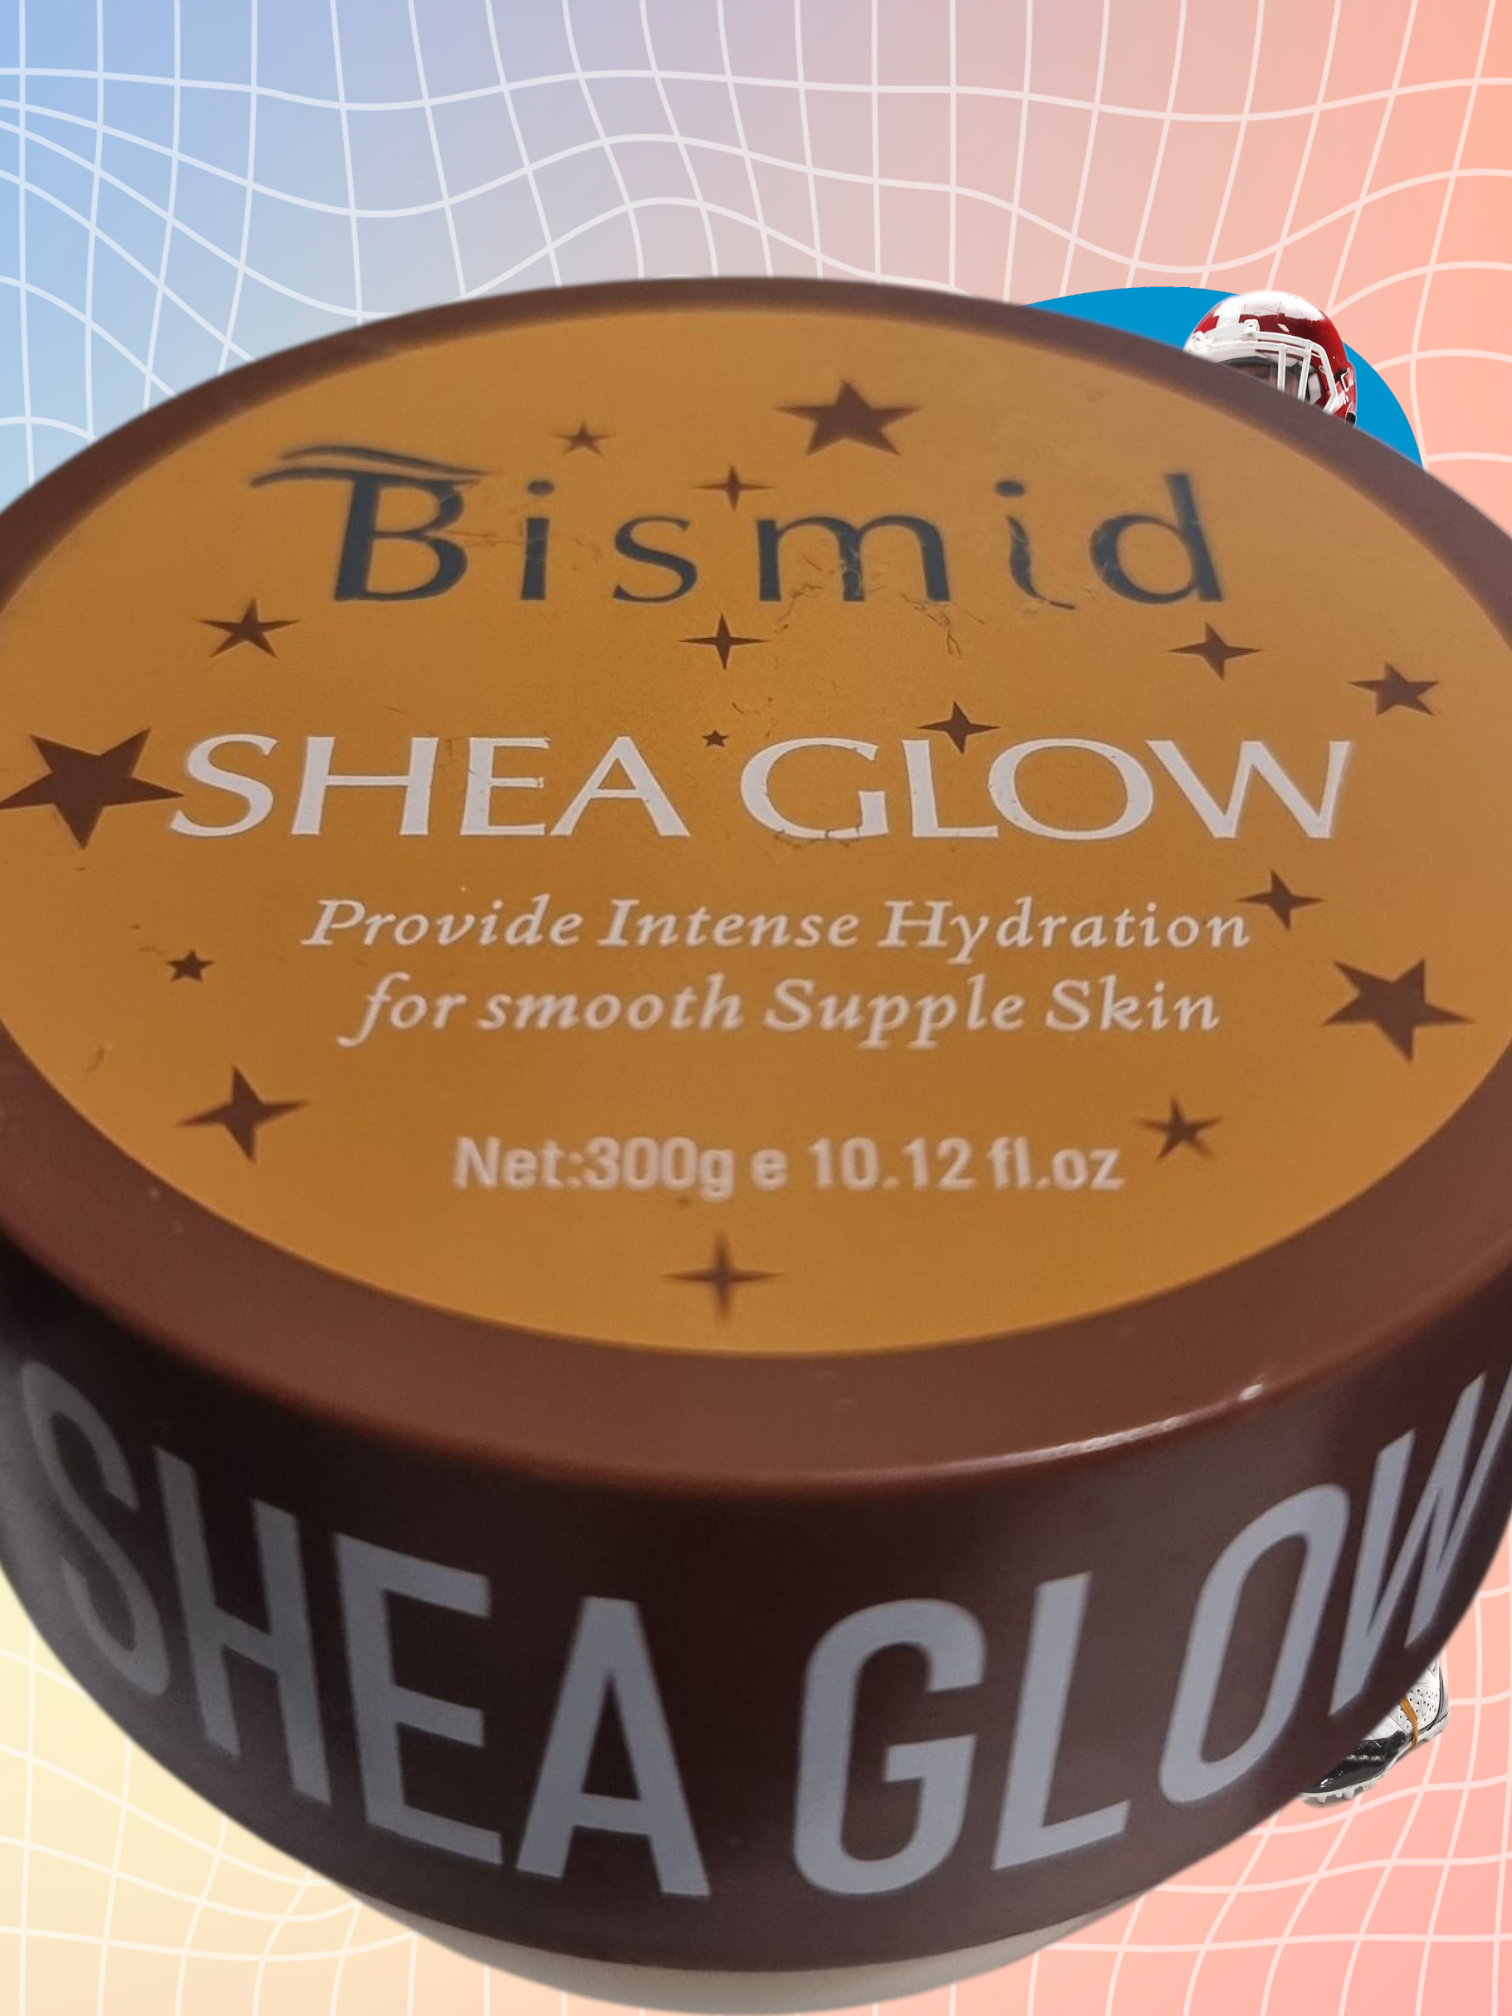 Bismid
SHEA GLOW
Provide Intense Hydration
for smooth Supple Skin
Net:300g e 10.12 fl.oz
SHEA GLOW